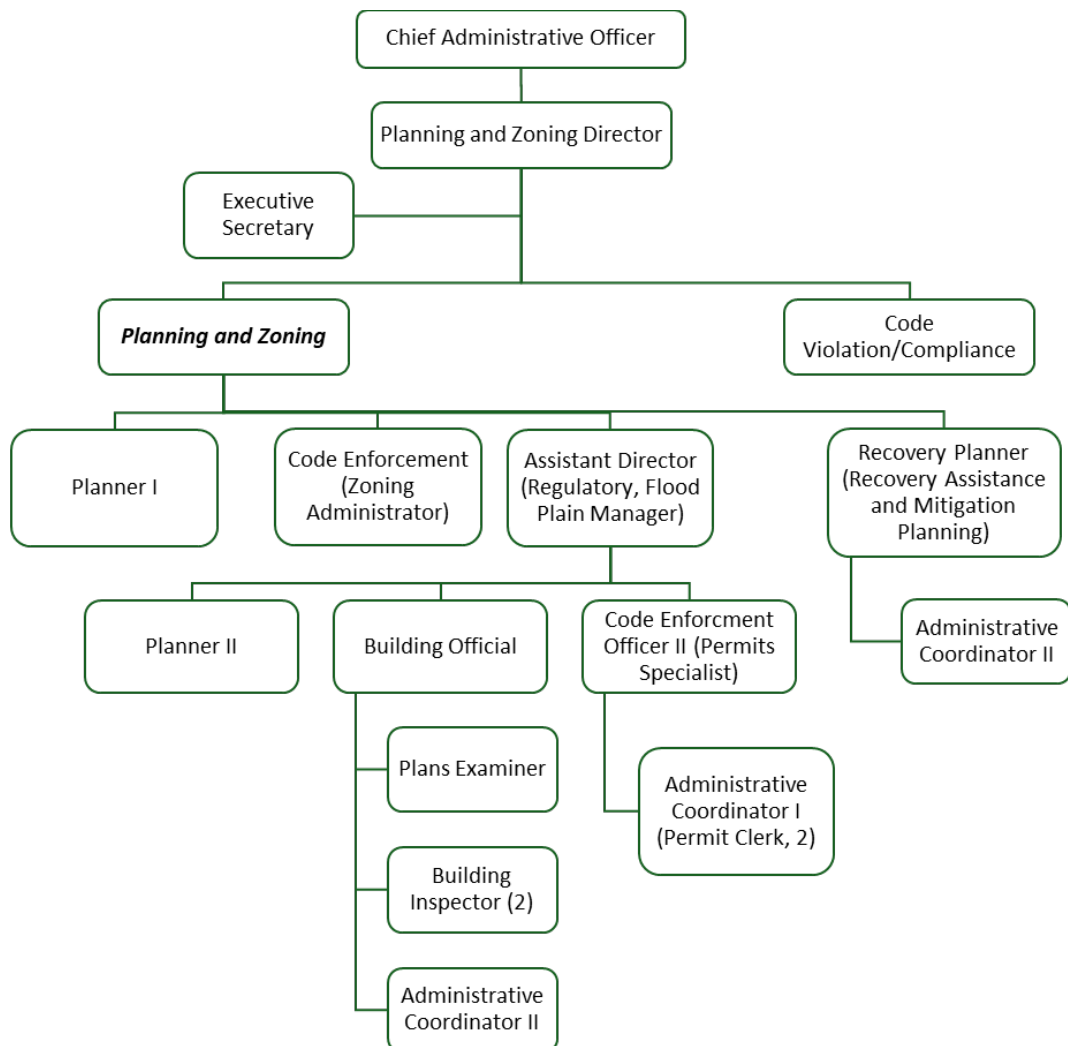 Chief Administrative Officer
Planning and Zoning Director
Executive
Secretary
Planning and Zoning
Code
Violation/Compliance
Planner I
Code Enforcement
(Zoning
Administrator)
Assistant Director
(Regulatory, Flood
Plain Manager)
Recovery Planner
(Recovery Assistance
and Mitigation
Planning)
Planner II
Building Official
Code Enforcment
Officer II (Permits
Specialist)
Administrative
Coordinator II
Plans Examiner
Administrative
Coordinator I
(Permit Clerk, 2)
Building
Inspector (2)
Administrative
Coordinator II